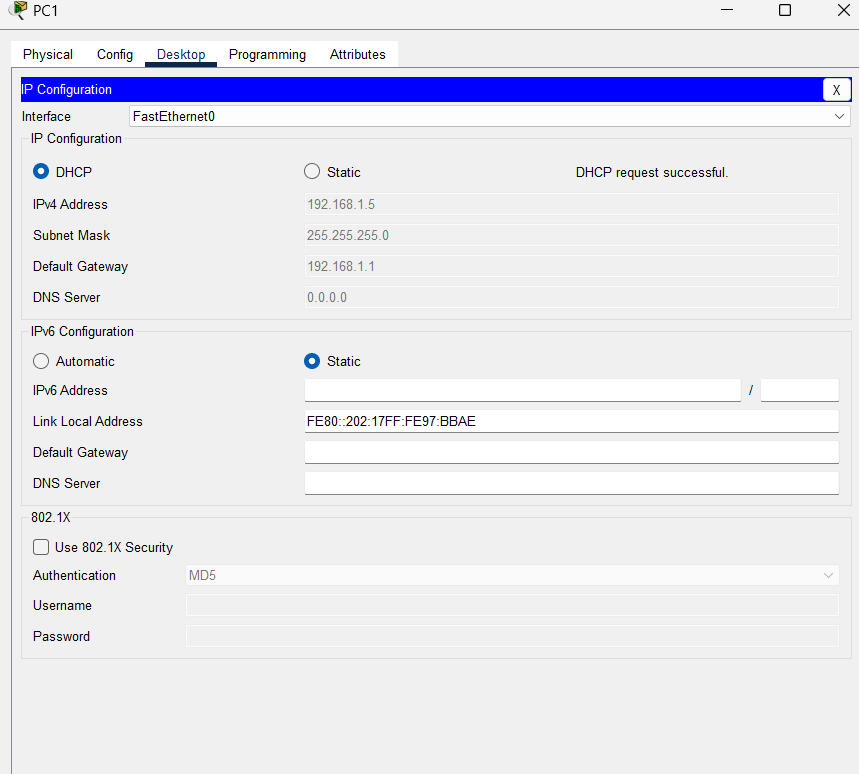 PC1
Physical Config Desktop Programming Attributes
IP Configuration X
Interface FastEthernet0
IP Configuration
DHCP Static DHCP request successful.
IPv4 Address 192.168.1.5
Subnet Mask 255.255.255.0
Default Gateway 192.168.1.1
DNS Server 0.0.0.0
IPv6 Configuration
Automatic Static
IPv6 Address /
Link Local Address FE80::202:17FF:FE97:BBAE
Default Gateway
DNS Server
802.1X
Use 802.1X Security
Authentication MD5
Username
Password